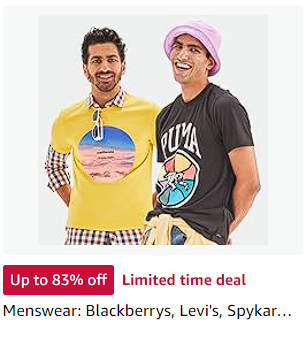 PUMA
Up to 83% off Limited time deal
Menswear: Blackberrys, Levi's, Spykar...